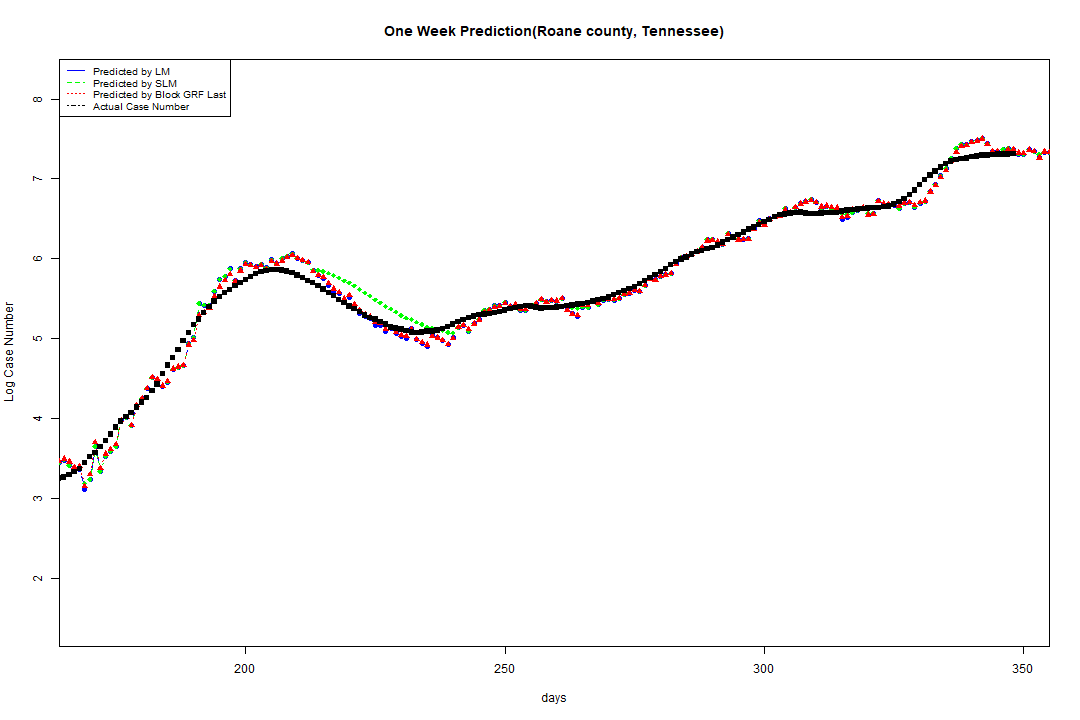 One Week Prediction(Roane county, Tennessee)
Predicted by LM
Predicted by SLM
Predicted by Block GRF Last
Actual Case Number
8
7
6
5
4
3
2
Log Case Number
200 250 300 350
days